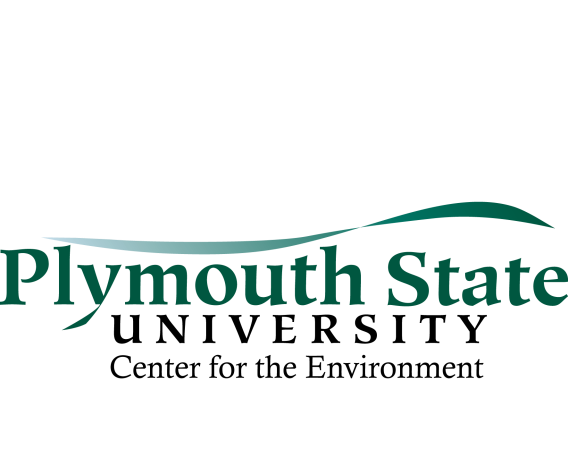 Plymouth State
UNIVERSITY
Center for the Environment